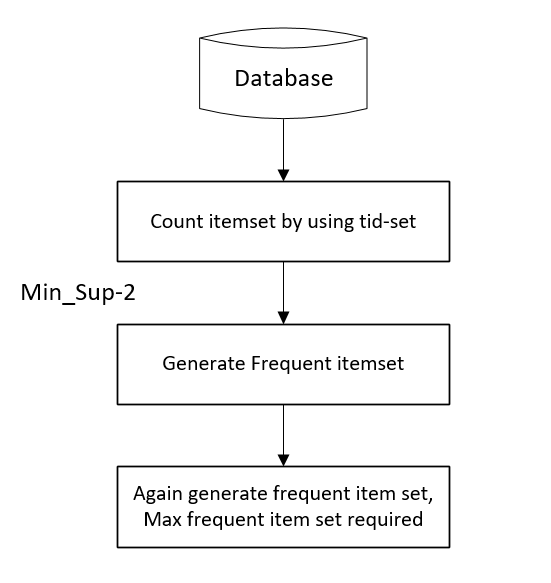 Database
Count itemset by using tid-set
Min_Sup-2
Generate Frequent itemset
Again generate frequent item set,
Max frequent item set required